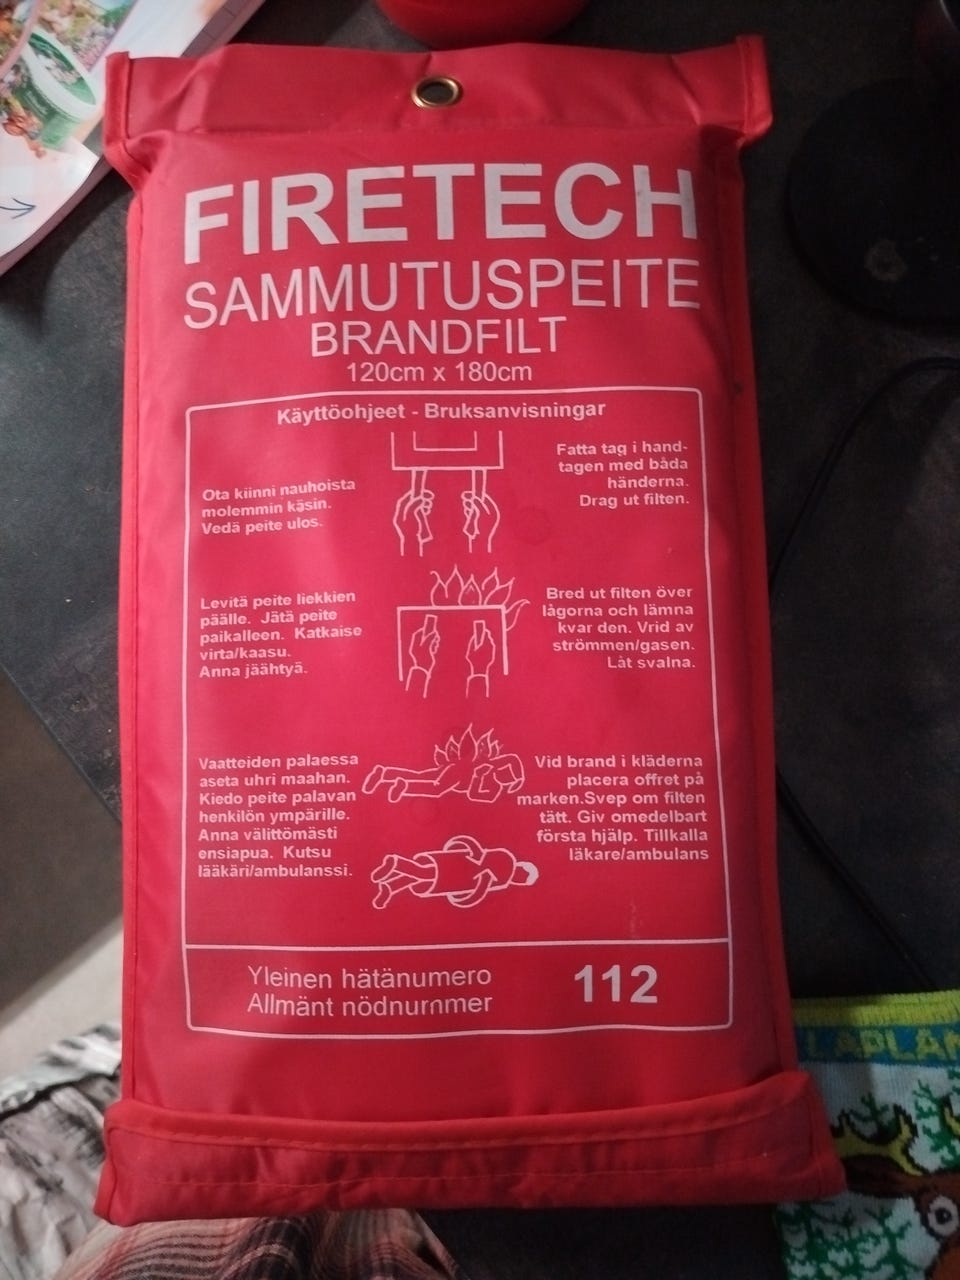 FIRETECH
SAMMUTUSPEITE
BRANDFILT
120cm x 180cm
Käyttöohjeet - Bruksanvisningar
Ota kiinni nauhoista
molemmin käsin.
Vedä peite ulos.
Fatta tag i hand-
tagen med båda
händerna.
Drag ut filten.
Levitä peite liekkien
päälle. Jätä peite
paikalleen. Katkaise
virta/kaasu.
Anna jäähtyä.
Bred ut filten över
lågorna och lämna
kvar den. Vrid av
strömmen/gasen.
Låt svalna.
Vaatteiden palaessa
aseta uhri maahan.
Kiedo peite palavan
henkilön ympärille.
Anna välittömästi
ensiapua. Kutsu
lääkäri/ambulanssi.
Vid brand i kläderna
placera offret på
marken.Svep om filten
tätt. Giv omedelbart
första hjälp. Tillkalla
läkare/ambulans
Yleinen hätänumero
Allmänt nödnummer
112
LAPLAN